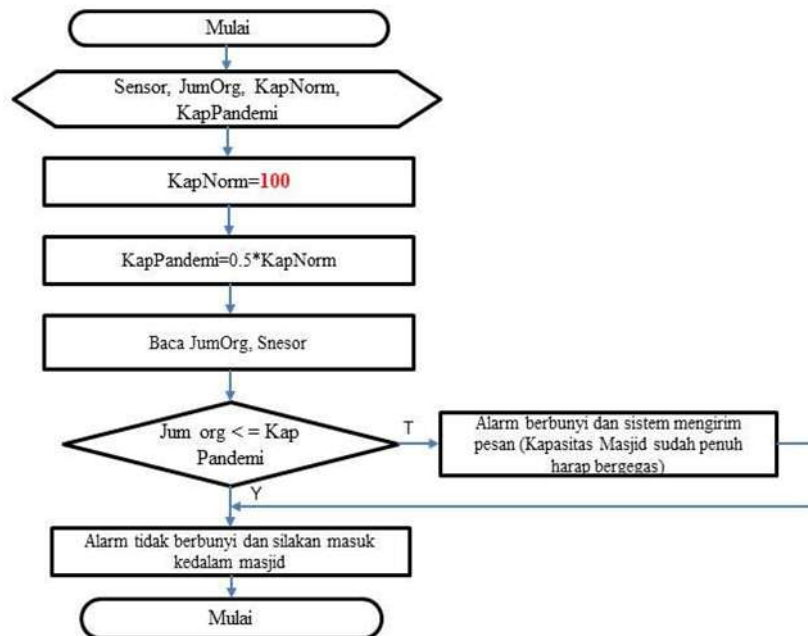 Mulai
Sensor, JumOrg, KapNorm,
KapPandemi
KapNorm=100
KapPandemi=0.5*KapNorm
Baca JumOrg, Snesor
Jum org < = Kap
Pandemi
T
Alarm berbunyi dan sistem mengirim
pesan (Kapasitas Masjid sudah penuh
harap bergegas)
Y
Alarm tidak berbunyi dan silakan masuk
kedalam masjid
Mulai